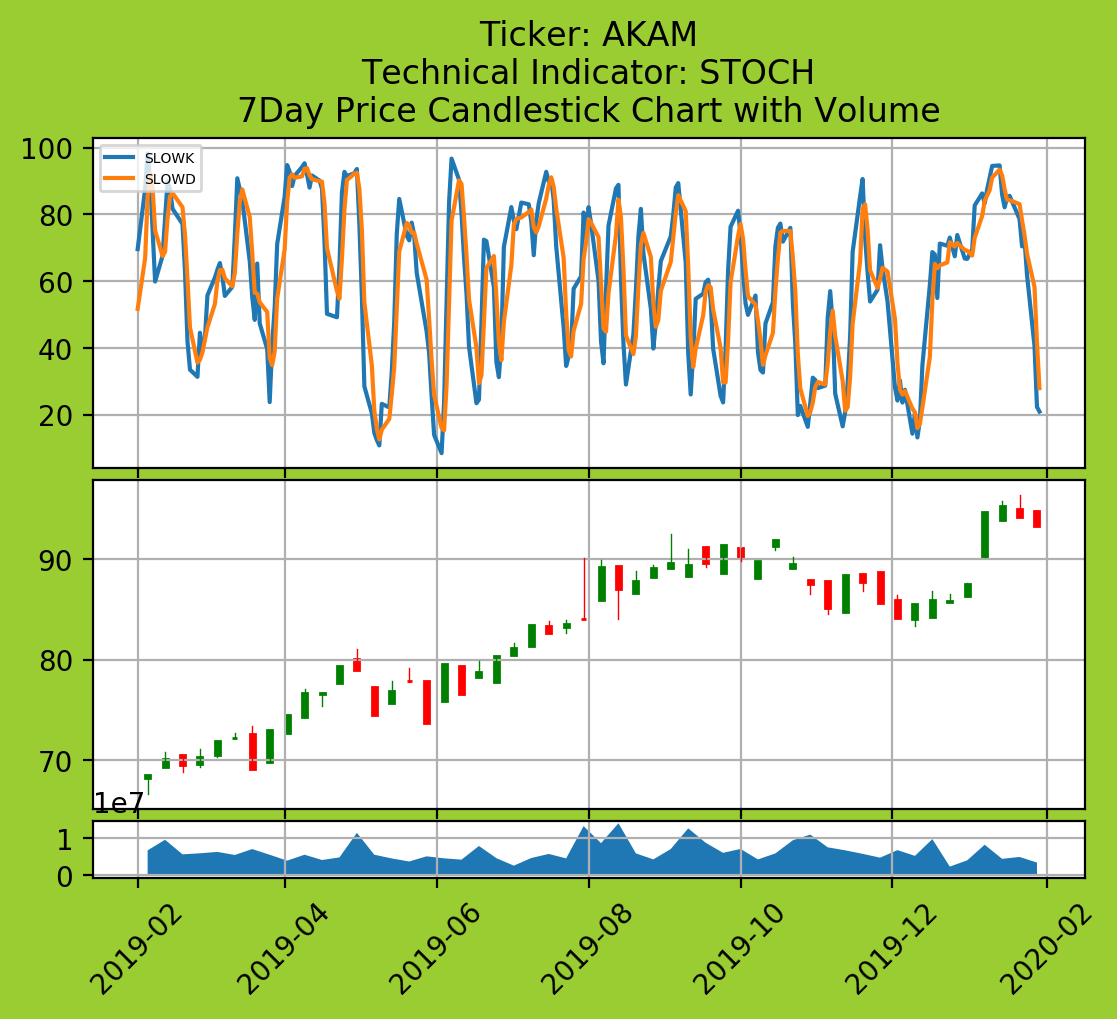 Ticker: AKAM
Technical Indicator: STOCH
7Day Price Candlestick Chart with Volume
100
80
60
40
20
SLOWK
SLOWD
90
80
70
1e7
1
0
2019-02
2019-04
2019-06
2019-08
2019-10
2019-12
2020-02